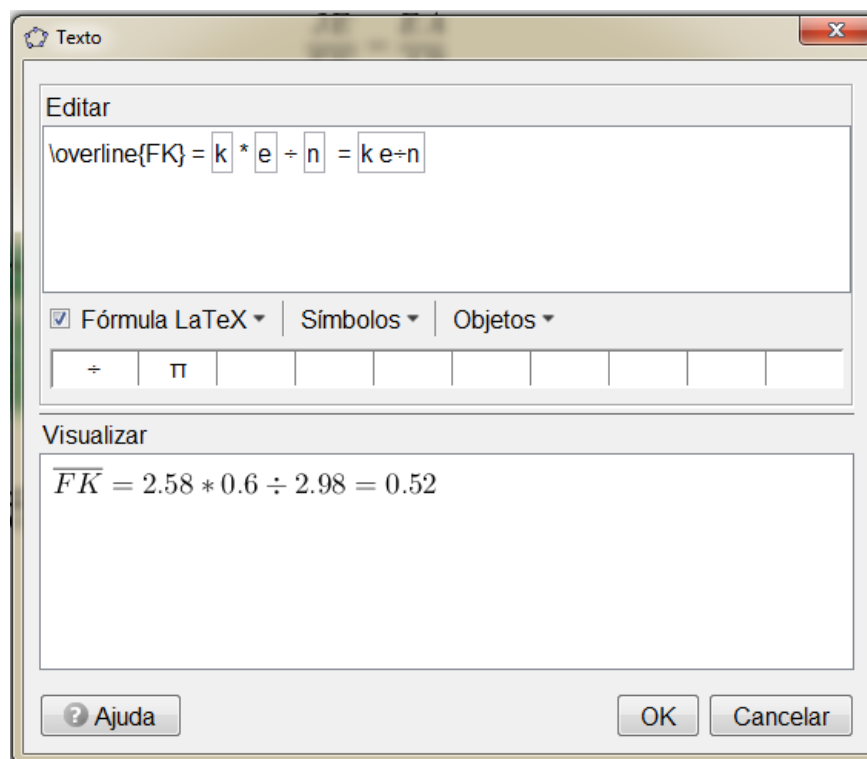 Texto
Editar
\overline{FK} = k * e ÷ n = k e÷n
Fórmula LaTeX Símbolos Objetos
÷ π
Visualizar
FK = 2.58 * 0.6 ÷ 2.98 = 0.52
? Ajuda OK Cancelar